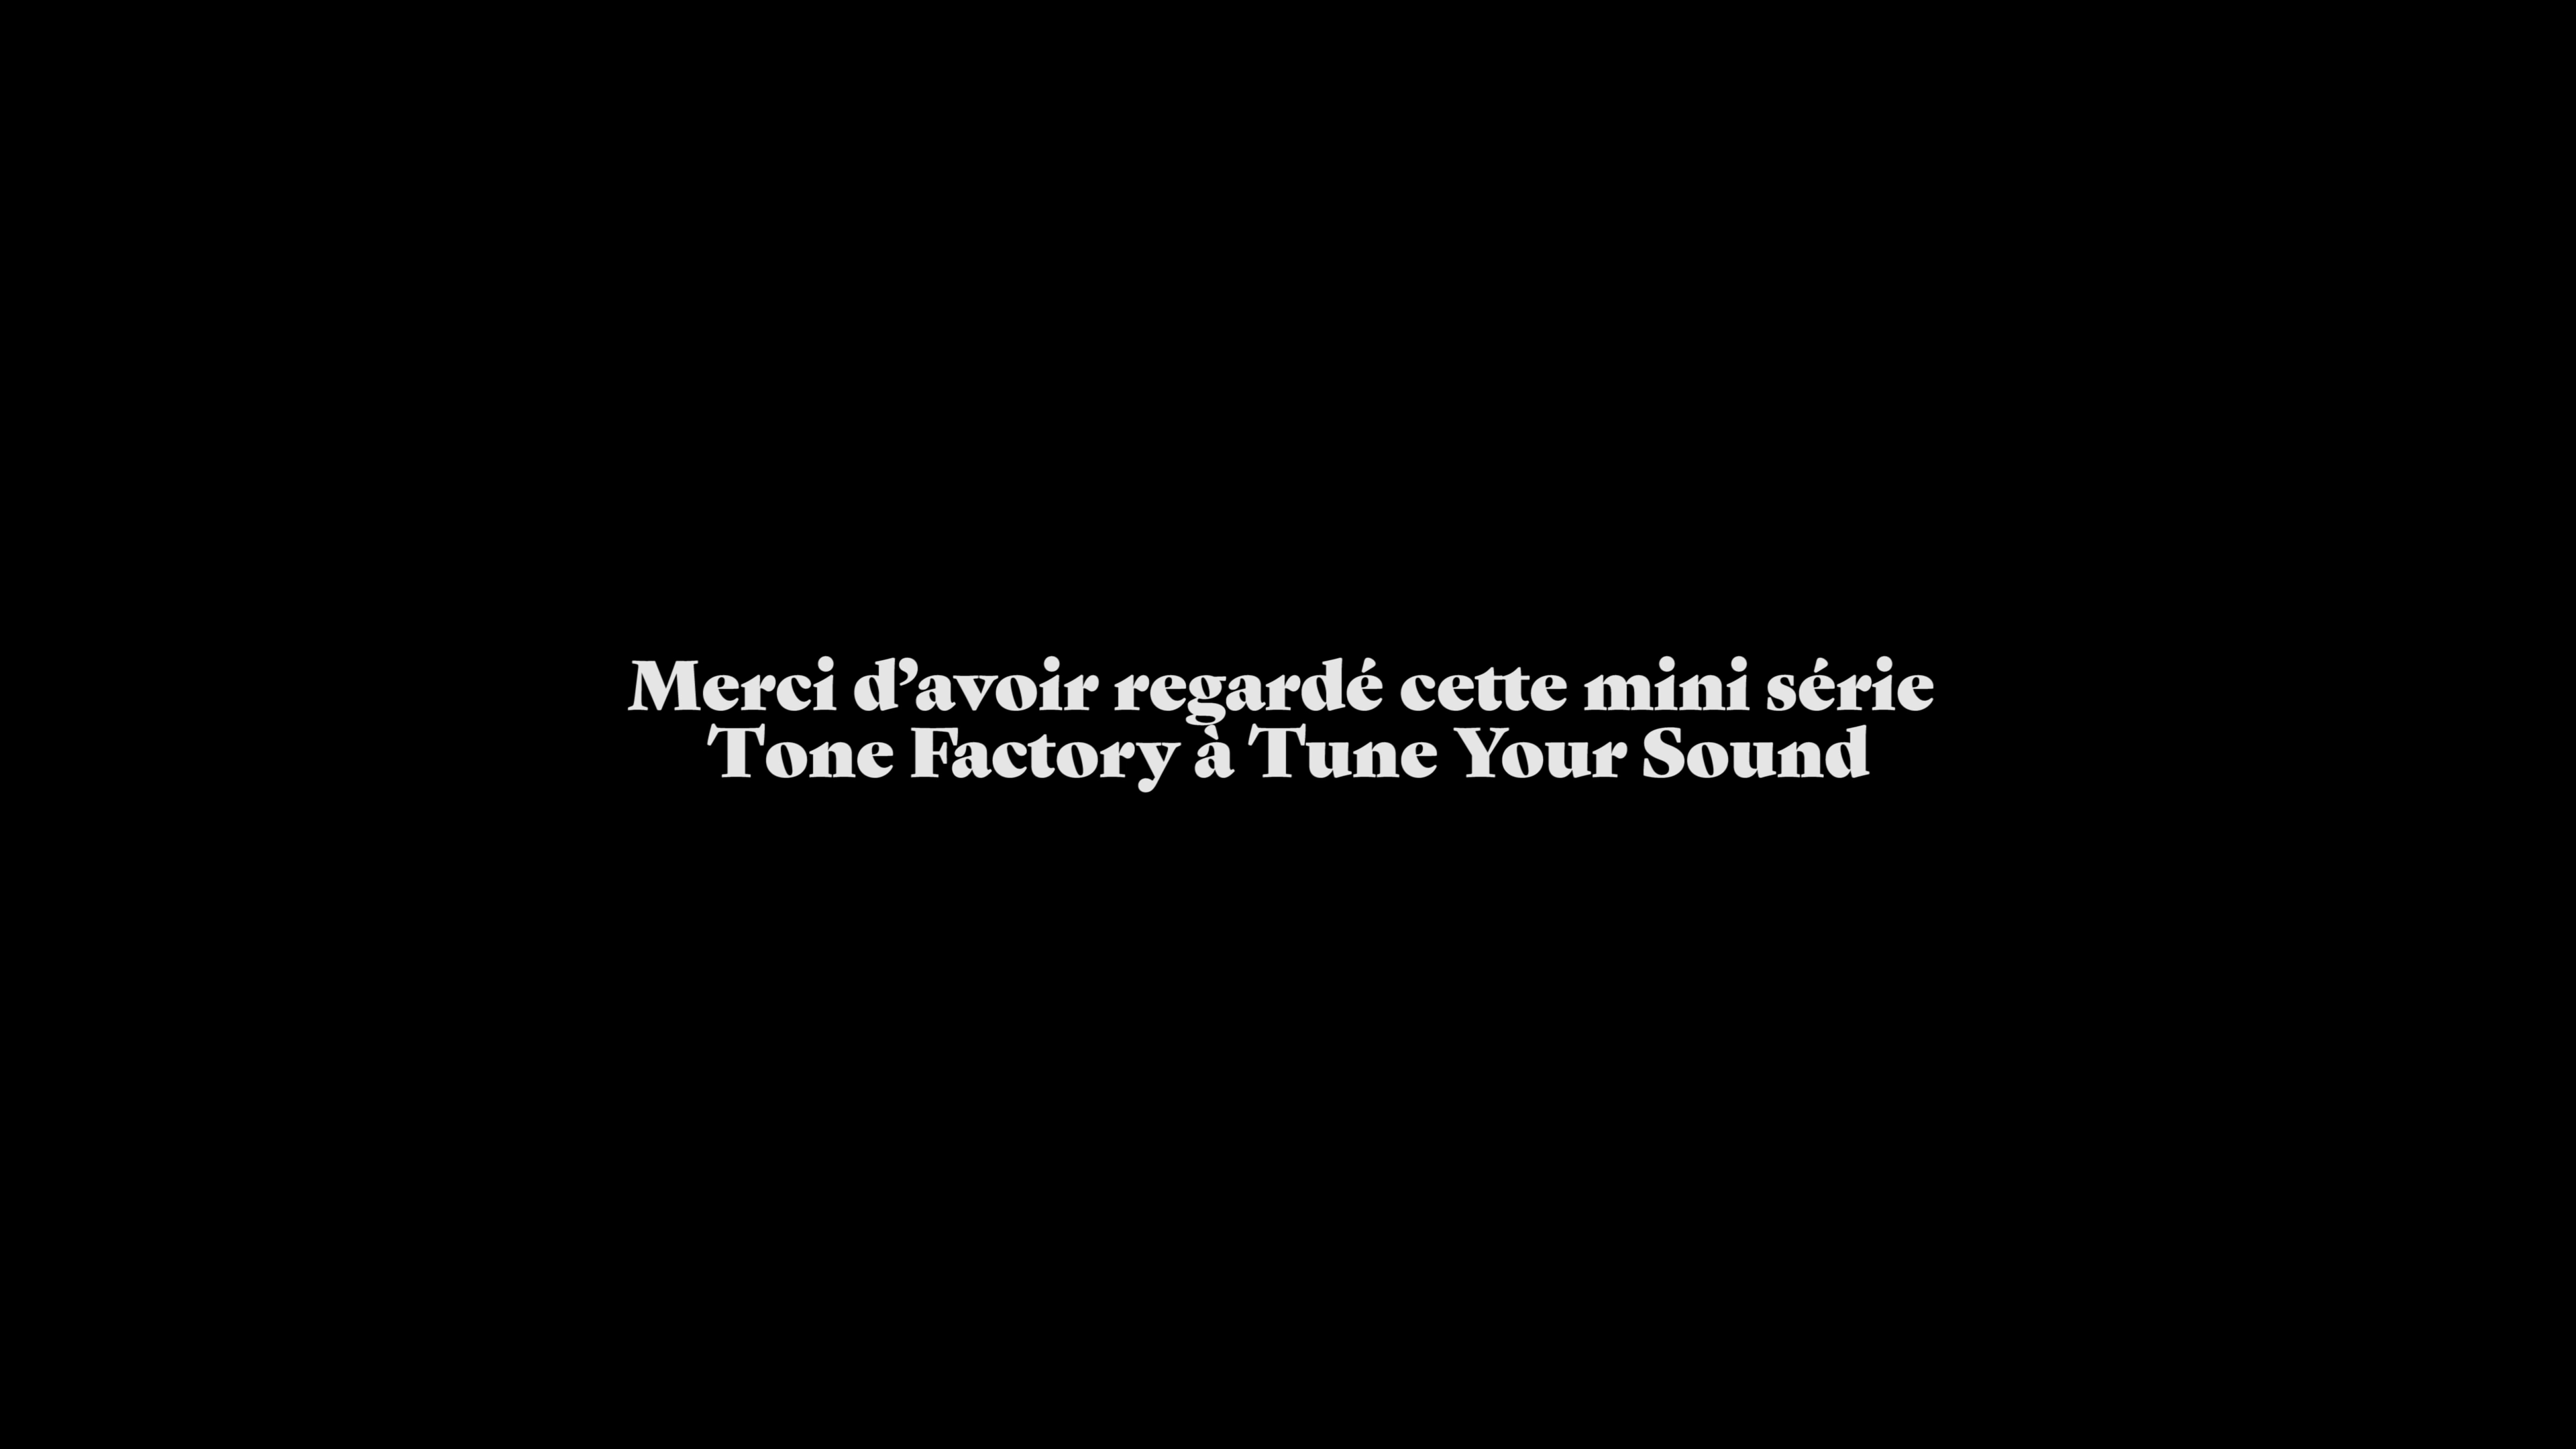 Merci d’avoir regardé cette mini série
Tone Factory à Tune Your Sound